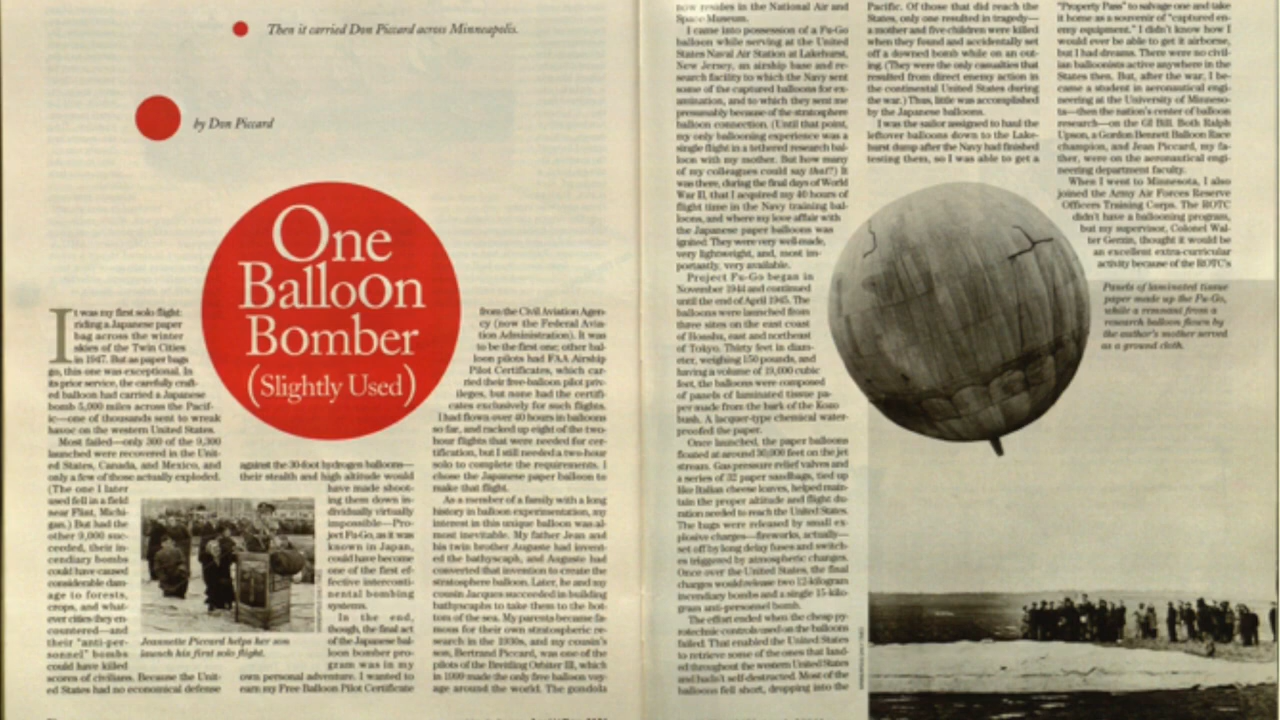 Then it carried Don Piccard across Minneapolis.
by Don Piccard
One
Balloon
Bomber
(Slightly Used)
It was my first solo flight:
riding a Japanese paper
bag across the winter
skies of the Twin Cities
in 1947. But as paper bags
go, this one was exceptional. In
its prior service, the carefully craft-
ed balloon had carried a Japanese
bomb 5,000 miles across the Pacif-
ic—one of thousands sent to wreak
havoc on the western United States.
Most failed—only 300 of the 9,300
launched were recovered in the Unit-
ed States, Canada, and Mexico, and
only a few of those actually exploded.
(The one I later
used fell in a field
near Flint, Michi-
gan.) But had the
other 9,000 suc-
ceeded, their in-
cendiary bombs
could have caused
considerable dam-
age to forests,
crops, and what-
ever cities they en-
countered—and
their "anti-per-
sonnel" bombs
could have killed
scores of civilians. Because the Unit-
ed States had no economical defense
against the 30-foot hydrogen balloons—
their stealth and high altitude would
have made shoot-
ing them down in-
dividually virtually
impossible—Pro-
ject Fu-Go, as it was
known in Japan,
could have become
one of the first ef-
fective interconti-
nental bombing
systems.
In the end,
though, the final act
of the Japanese bal-
loon bomber pro-
gram was in my
own personal adventure. I wanted to
earn my Free Balloon Pilot Certificate
Jeannette Piccard helps her son
launch his first solo flight.
from the Civil Aviation Agen-
cy (now the Federal Avia-
tion Administration). It was
to be the first one; other bal-
loon pilots had FAA Airship
Pilot Certificates, which car-
ried their free-balloon pilot priv-
ileges, but none had the certifi-
cates exclusively for such flights.
I had flown over 40 hours in balloons
so far, and racked up eight of the two-
hour flights that were needed for cer-
tification, but I still needed a two-hour
solo to complete the requirements. I
chose the Japanese paper balloon to
make that flight.
As a member of a family with a long
history in balloon experimentation, my
interest in this unique balloon was al-
most inevitable. My father Jean and
his twin brother Auguste had invent-
ed the bathyscaph, and Auguste had
converted that invention to create the
stratosphere balloon. Later, he and my
cousin Jacques succeeded in building
bathyscaphs to take them to the bot-
tom of the sea. My parents became fa-
mous for their own stratospheric re-
search in the 1930s, and my cousin's
son, Bertrand Piccard, was one of the
pilots of the Breitling Orbiter III, which
in 1999 made the only free balloon voy-
age around the world. The gondola
now resides in the National Air and
Space Museum.
I came into possession of a Fu-Go
balloon while serving at the United
States Naval Air Station at Lakehurst,
New Jersey, an airship base and re-
search facility to which the Navy sent
some of the captured balloons for ex-
amination, and to which they sent me
presumably because of the stratosphere
balloon connection. (Until that point,
my only ballooning experience was a
single flight in a tethered research bal-
loon with my mother. But how many
of my colleagues could say that?) It
was there, during the final days of World
War II, that I acquired my 40 hours of
flight time in the Navy training bal-
loons, and where my love affair with
the Japanese paper balloons was
ignited. They were very well-made,
very lightweight, and, most im-
portantly, very available.
Project Fu-Go began in
November 1944 and continued
until the end of April 1945. The
balloons were launched from
three sites on the east coast
of Honshu, east and northeast
of Tokyo. Thirty feet in diam-
eter, weighing 150 pounds, and
having a volume of 19,000 cubic
feet, the balloons were composed
of panels of laminated tissue pa-
per made from the bark of the Kozo
bush. A lacquer-type chemical water-
proofed the paper.
Once launched, the paper balloons
floated at around 30,000 feet on the jet
stream. Gas pressure relief valves and
a series of 32 paper sandbags, tied up
like Italian cheese loaves, helped main-
tain the proper altitude and flight du-
ration needed to reach the United States.
The bags were released by small ex-
plosive charges—fireworks, actually—
set off by long delay fuses and switch-
es triggered by atmospheric changes.
Once over the United States, the final
charges would release two 12-kilogram
incendiary bombs and a single 15-kilo-
gram anti-personnel bomb.
The effort ended when the cheap py-
rotechnic controls used on the balloons
failed. That enabled the United States
to retrieve some of the ones that land-
ed throughout the western United States
and hadn't self-destructed. Most of the
balloons fell short, dropping into the
Pacific. Of those that did reach the
States, only one resulted in tragedy—
a mother and five children were killed
when they found and accidentally set
off a downed bomb while on an out-
ing. (They were the only casualties that
resulted from direct enemy action in
the continental United States during
the war.) Thus, little was accomplished
by the Japanese balloons.
I was the sailor assigned to haul the
leftover balloons down to the Lake-
hurst dump after the Navy had finished
testing them, so I was able to get a
"Property Pass" to salvage one and take
it home as a souvenir of "captured en-
emy equipment." I didn't know how I
would ever be able to get it airborne,
but I had dreams. There were no civil-
ian balloonists active anywhere in the
States then. But, after the war, I be-
came a student in aeronautical engi-
neering at the University of Minneso-
ta—then the nation's center of balloon
research—on the GI Bill. Both Ralph
Upson, a Gordon Bennett Balloon Race
champion, and Jean Piccard, my fa-
ther, were on the aeronautical engi-
neering department faculty.
When I went to Minnesota, I also
joined the Army Air Forces Reserve
Officers Training Corps. The ROTC
didn't have a ballooning program,
but my supervisor, Colonel Wal-
ter thought it would be
an excellent extra-curricular
activity because of the ROTC's
Panels of laminated tissue
paper made up the Fu-Go,
while a remnant from a
research balloon flown by
the author's mother served
as a ground cloth.